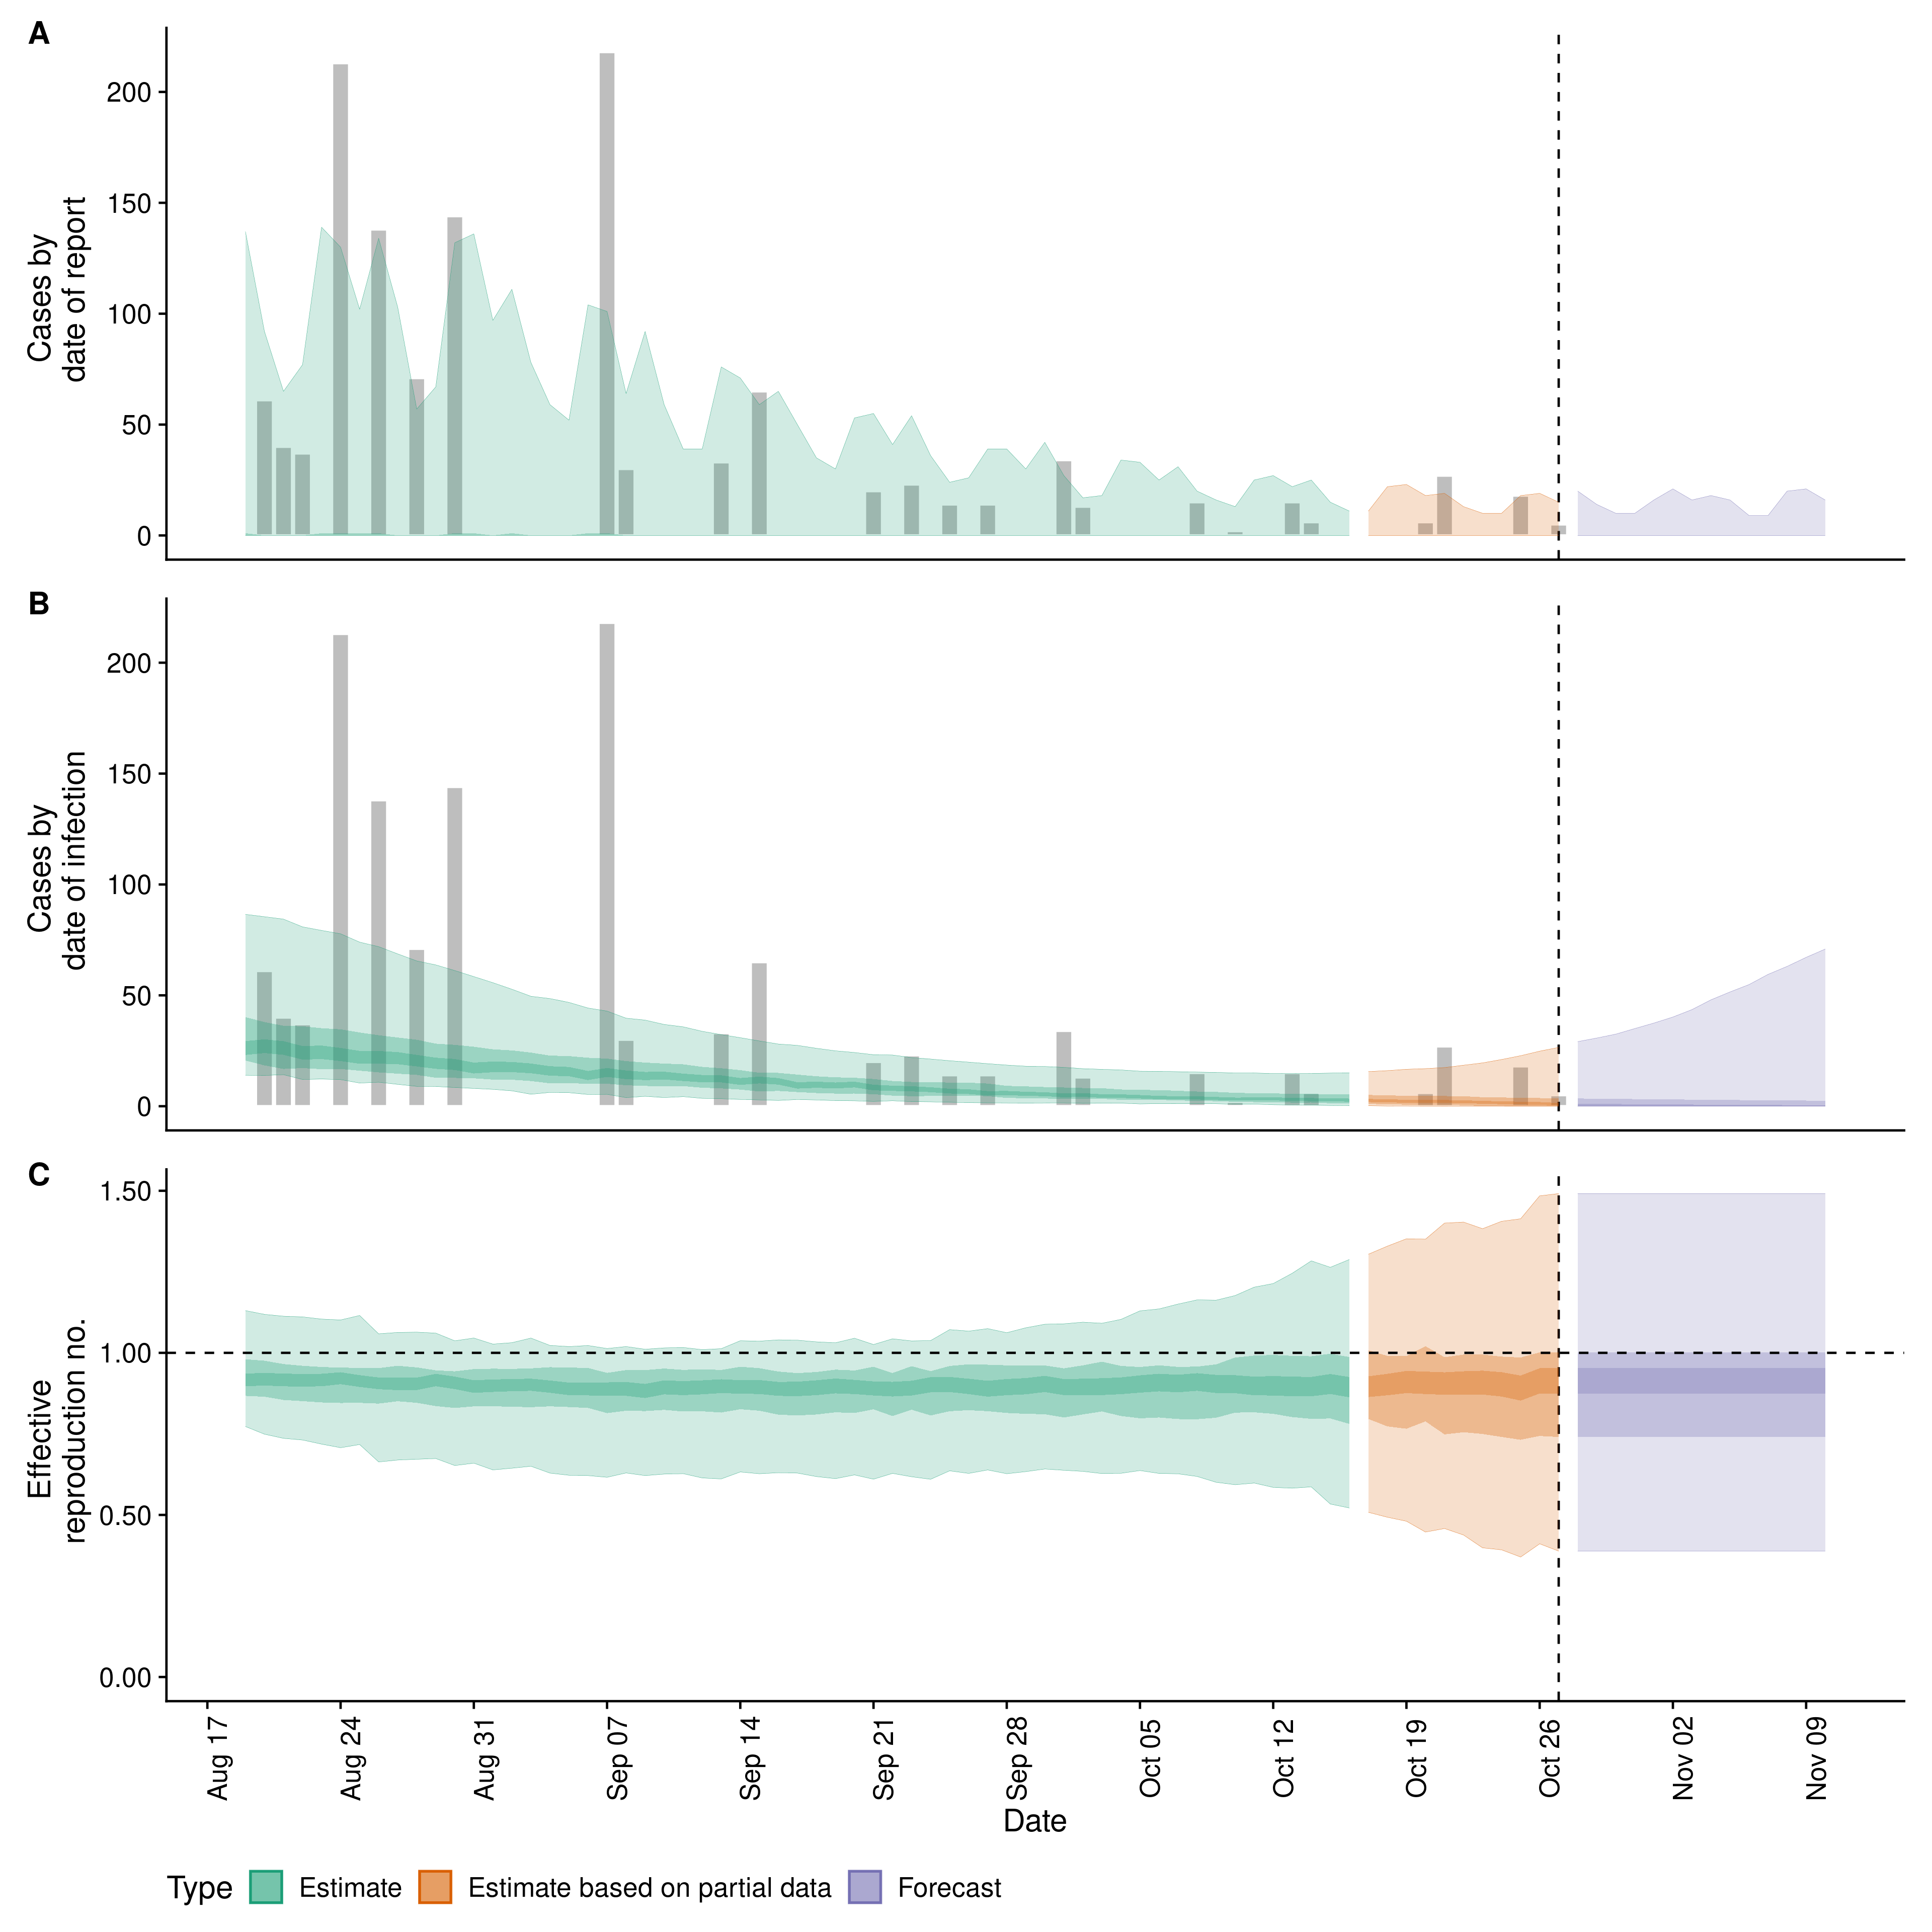 A
Cases by
date of report
200
150
100
50
0
B
Cases by
date of infection
200
150
100
50
0
C
Effective
reproduction no.
1.50
1.00
0.50
0.00
Aug 17
Aug 24
Aug 31
Sep 07
Sep 14
Sep 21
Sep 28
Oct 05
Oct 12
Oct 19
Oct 26
Nov 02
Nov 09
Date
Type Estimate Estimate based on partial data Forecast